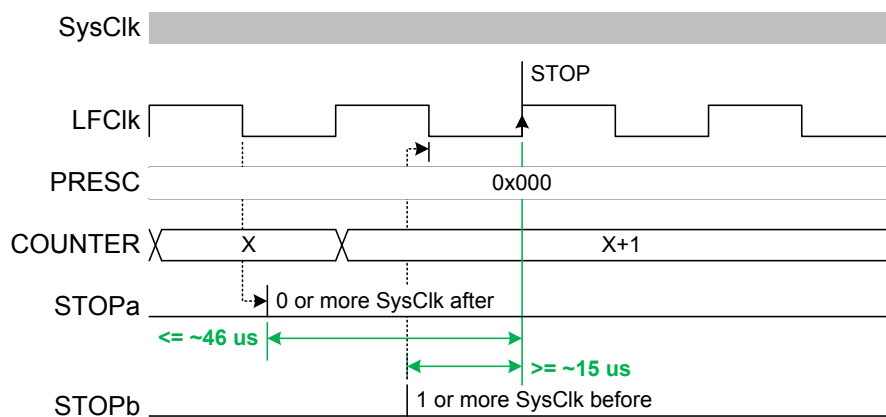 SysClk
STOP
LFClk
PRESC
0x000
COUNTER
X
X+1
STOPa
0 or more SysClk after
<= ~46 us
>= ~15 us
STOPb
1 or more SysClk before